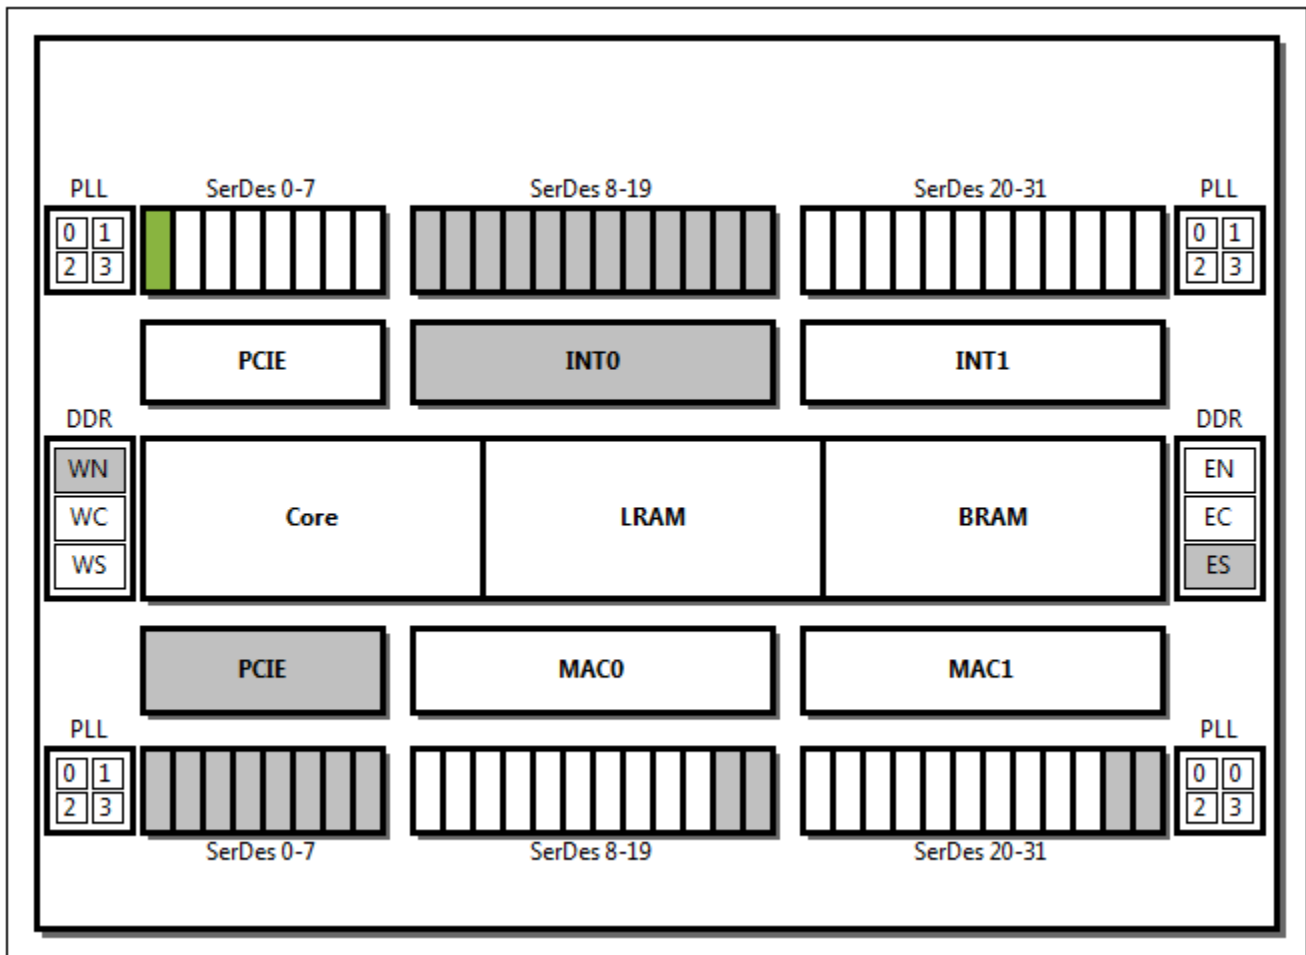 PLL SerDes 0-7 SerDes 8-19 SerDes 20-31 PLL
0 1 0 1
2 3 2 3
PCIE INT0 INT1
DDR DDR
WN EN
WC Core LRAM BRAM EC
WS ES
PCIE MAC0 MAC1
PLL PLL
0 1 0 0
2 3 2 3
SerDes 0-7 SerDes 8-19 SerDes 20-31